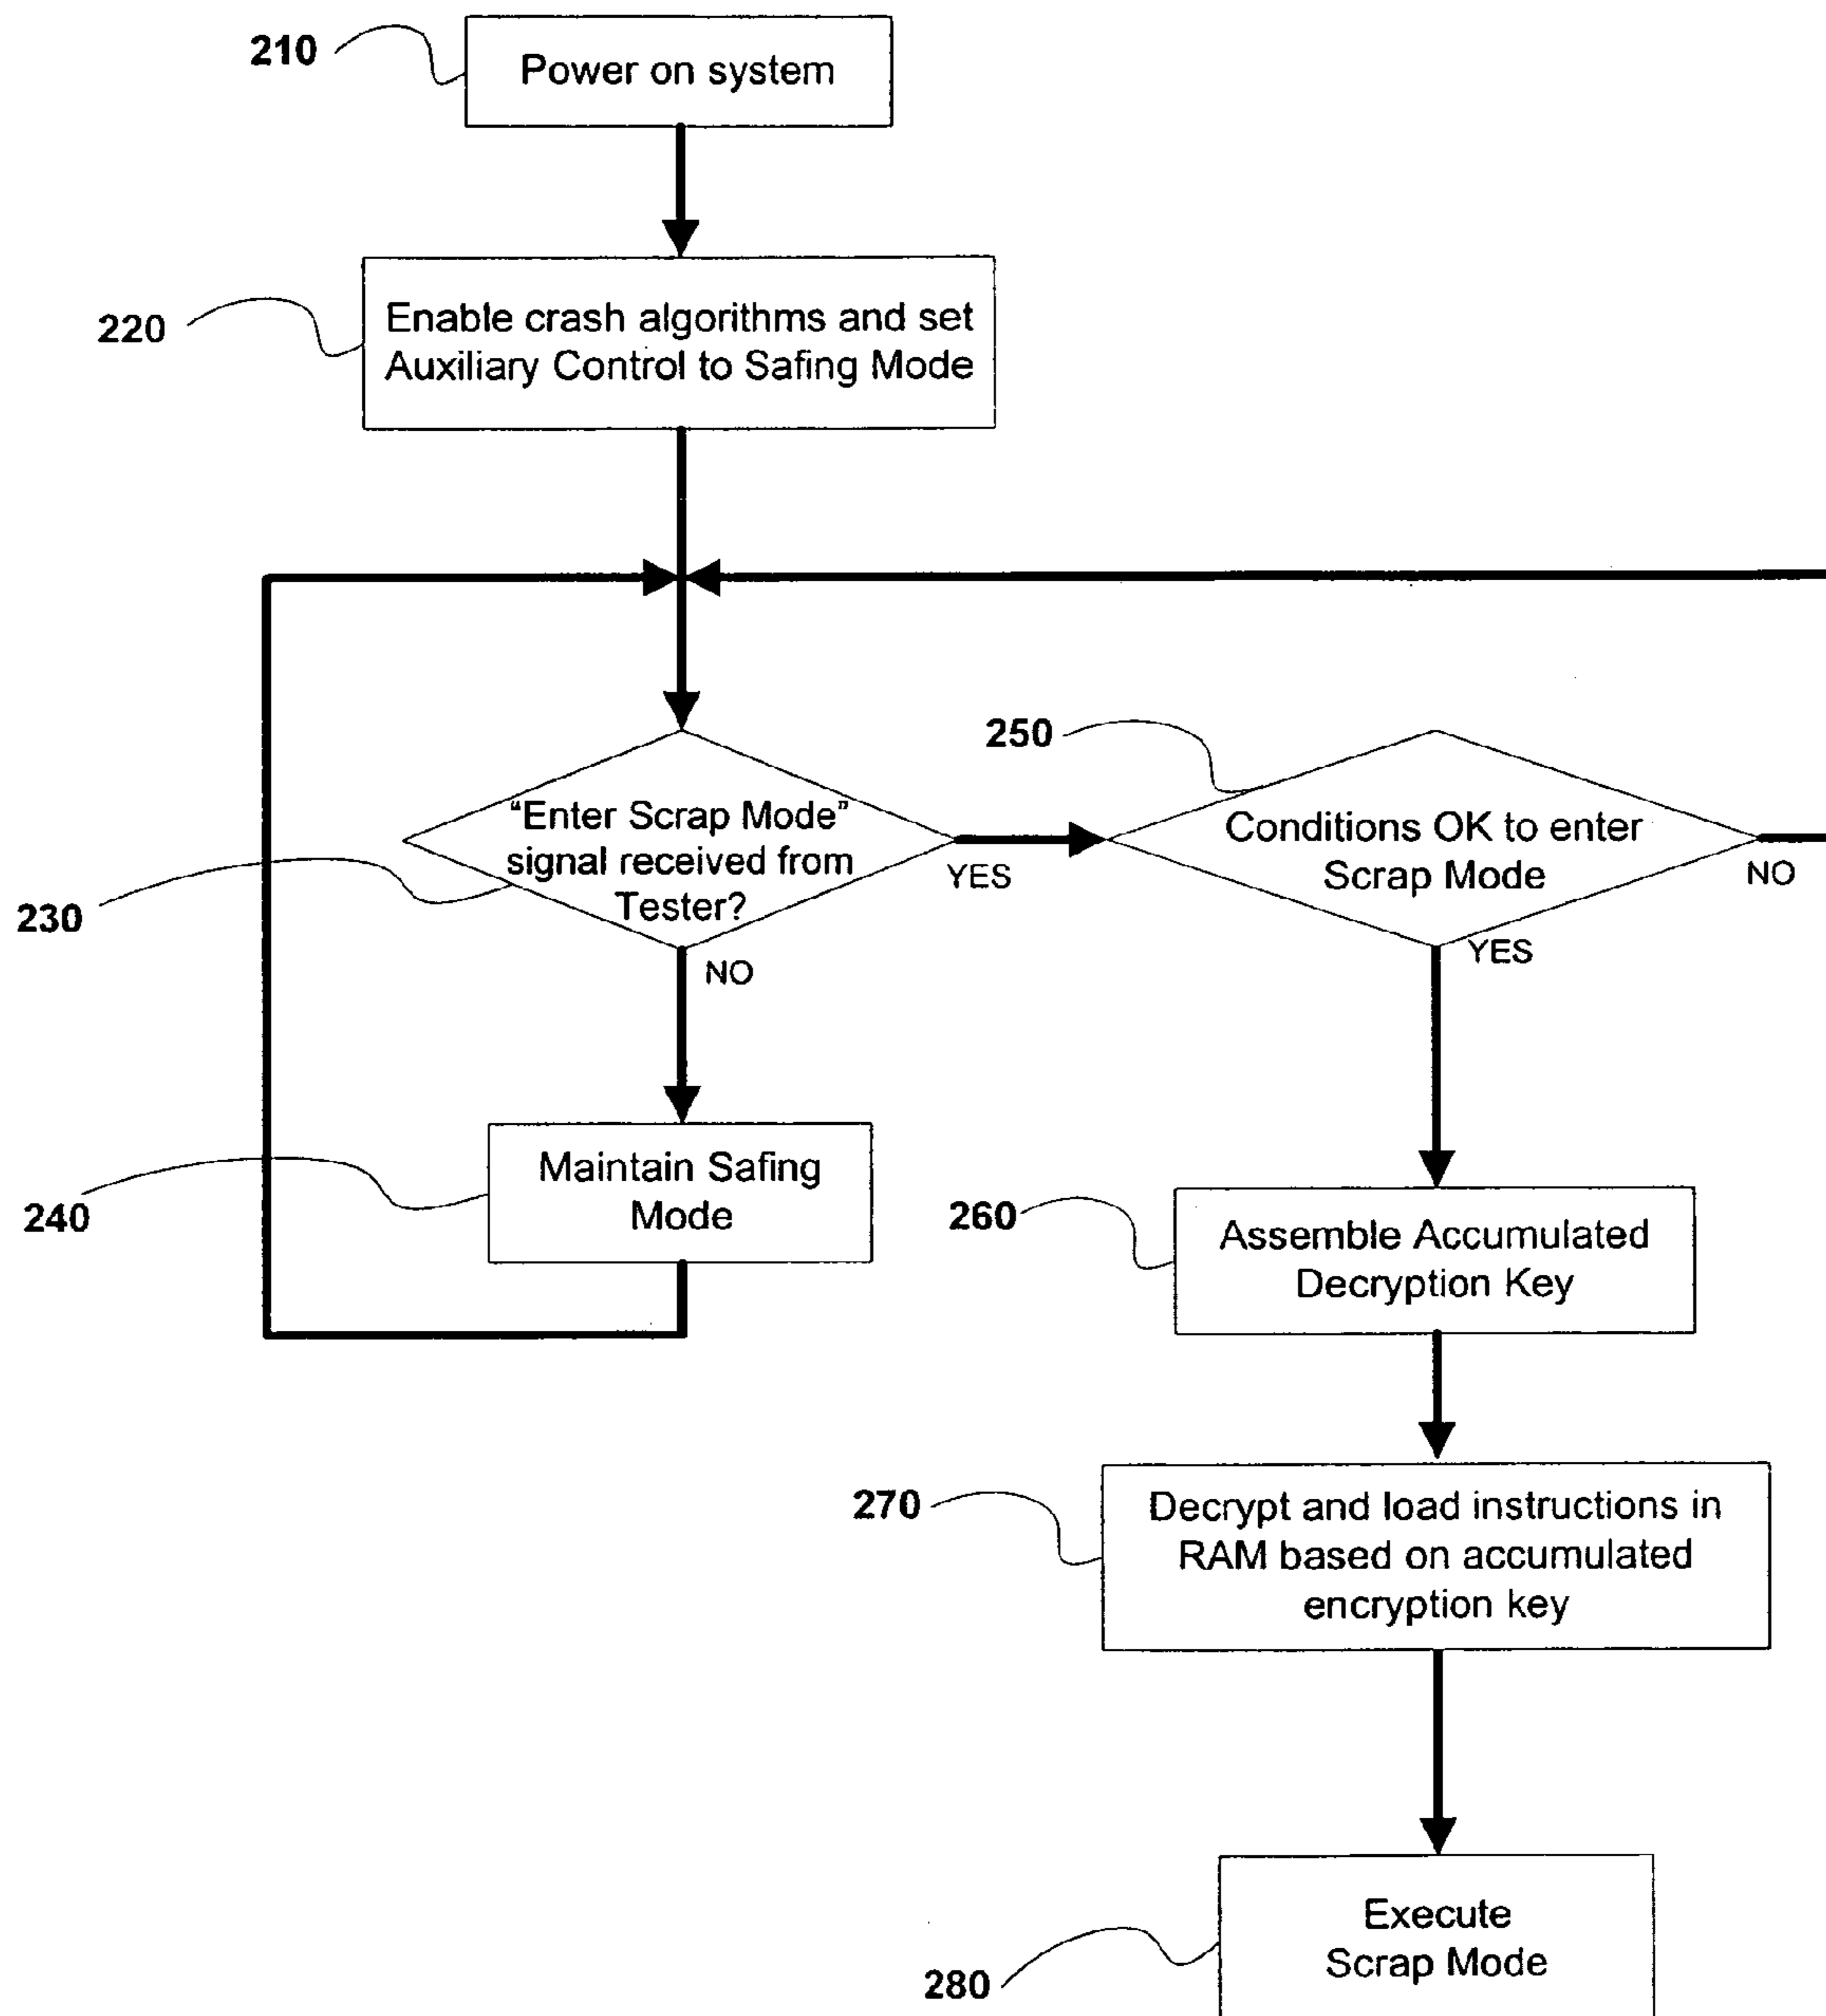 210
Power on system
220
Enable crash algorithms and set
Auxiliary Control to Safing Mode
230
“Enter Scrap Mode”
signal received from
Tester?
YES
NO
250
Conditions OK to enter
Scrap Mode
NO
YES
240
Maintain Safing
Mode
260
Assemble Accumulated
Decryption Key
270
Decrypt and load instructions in
RAM based on accumulated
encryption key
280
Execute
Scrap Mode